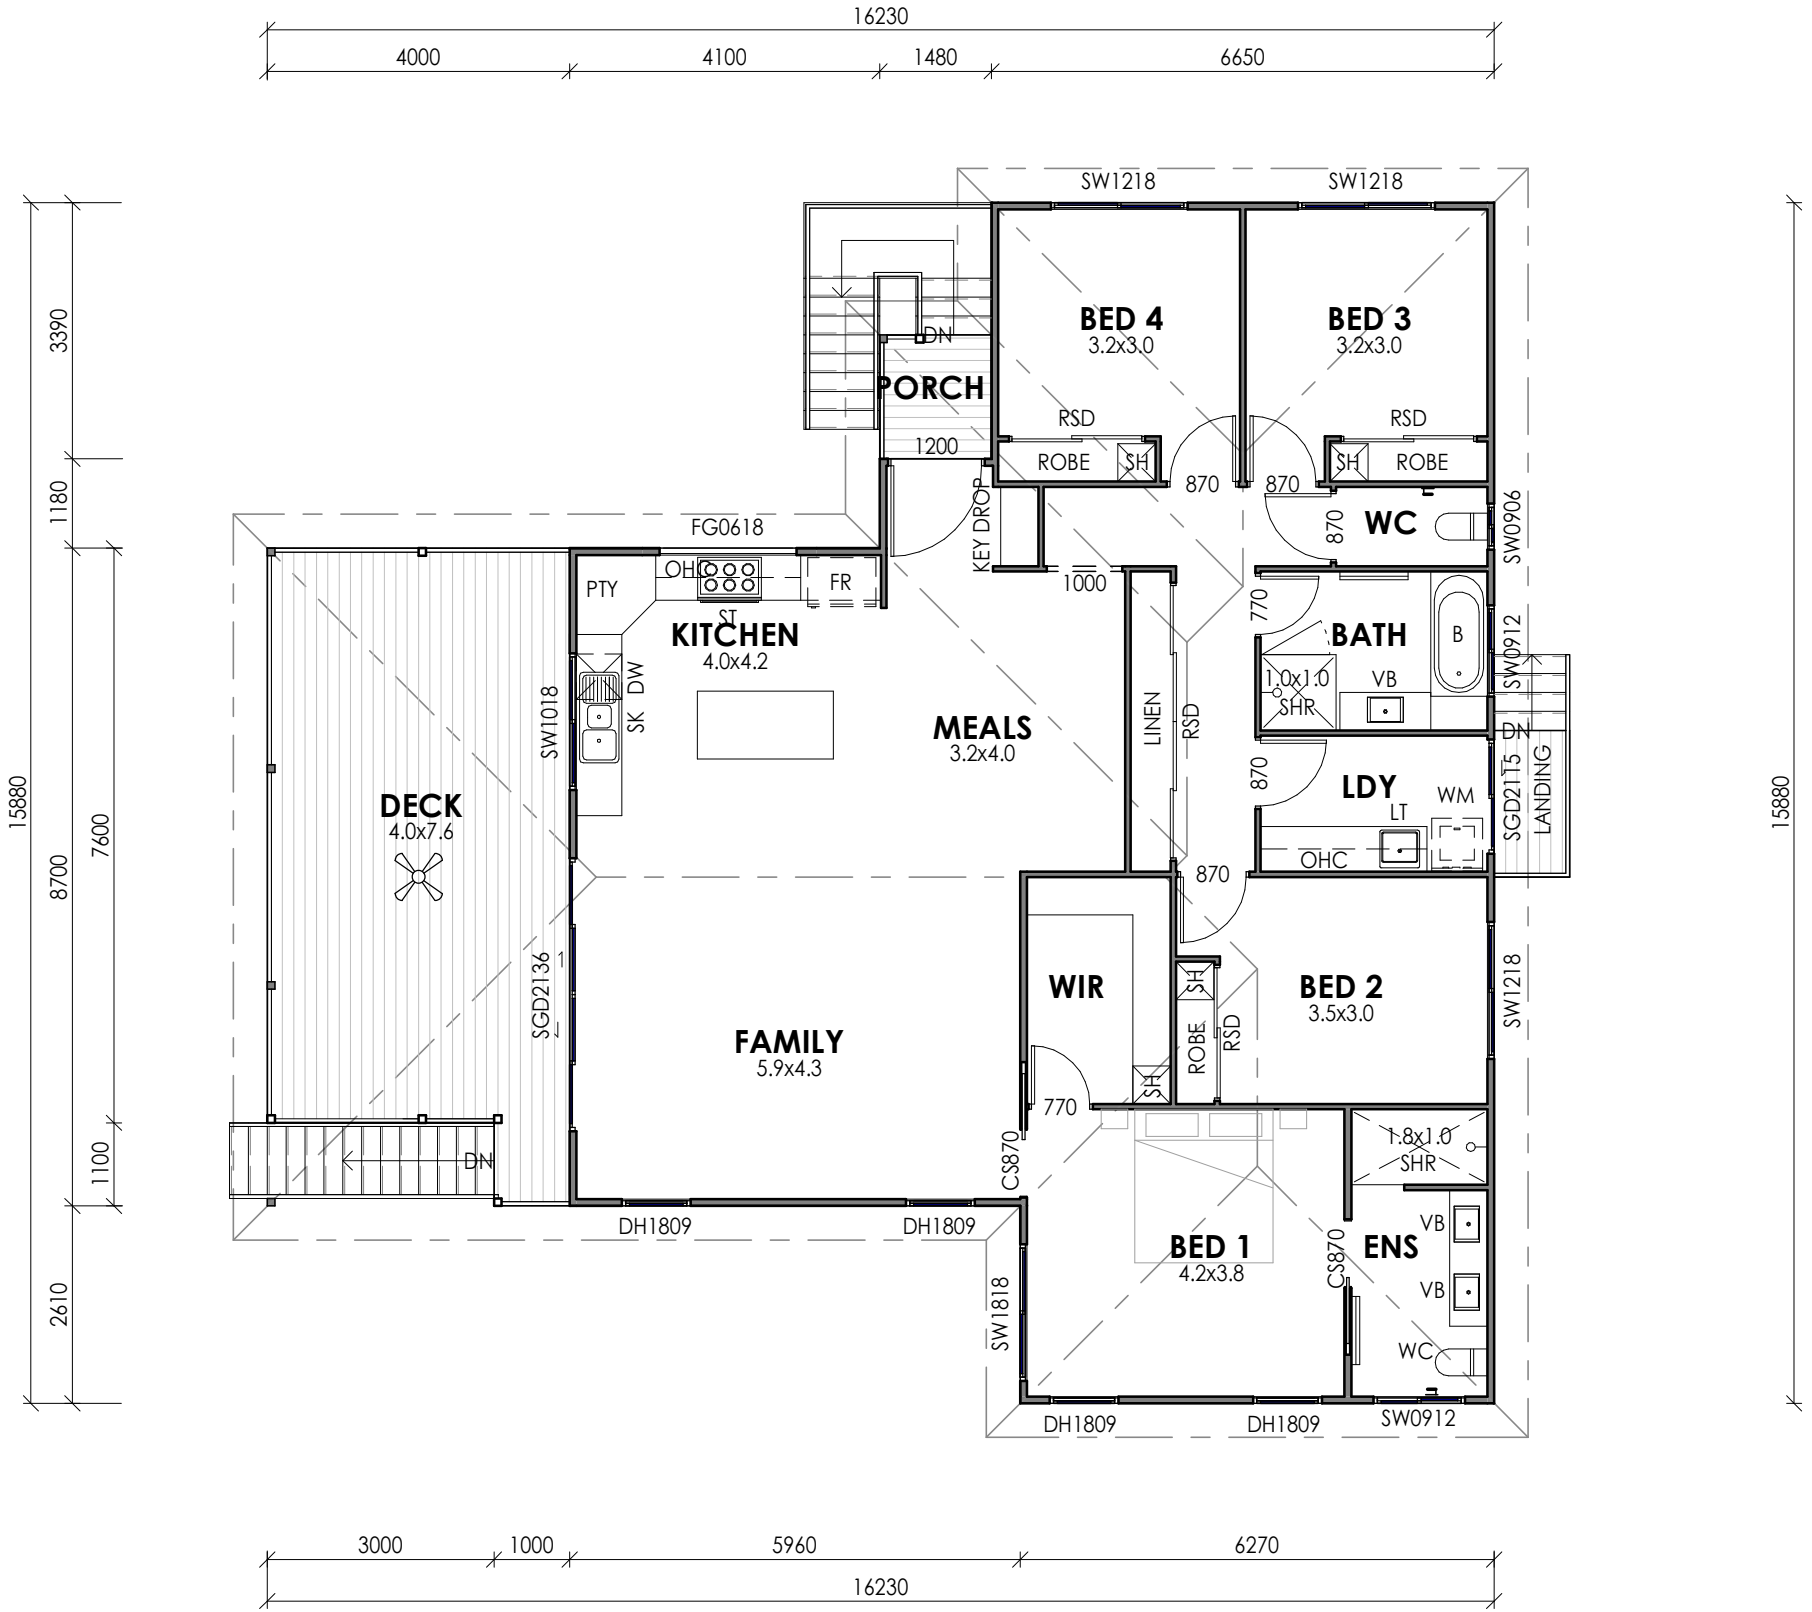 16230
4000
4100
1480
6650
SW1218
SW1218
15880
3390
1180
8700
7600
1100
2610
15880
BED 4
3.2x3.0
BED 3
3.2x3.0
DN
PORCH
1200
RSD
RSD
ROBE
SH
SH
ROBE
870
870
KEY DROP
870
WC
SW0906
FG0618
PTY
OHC
ST
FR
1000
KITCHEN
4.0x4.2
770
BATH
B
SW0912
1.0x1.0
SHR
VB
SW1018
SK
DW
MEALS
3.2x4.0
LINEN
RSD
DN
870
LDY
LT
WM
OHC
SGD2115
LANDING
DECK
4.0x7.6
870
SGD2136
WIR
SH
BED 2
3.5x3.0
SW1218
ROBE
RSD
FAMILY
5.9x4.3
SH
770
CS870
1.8x1.0
SHR
DN
DH1809
DH1809
BED 1
4.2x3.8
CS870
ENS
VB
VB
SW1818
WC
DH1809
DH1809
SW0912
3000
1000
5960
6270
16230